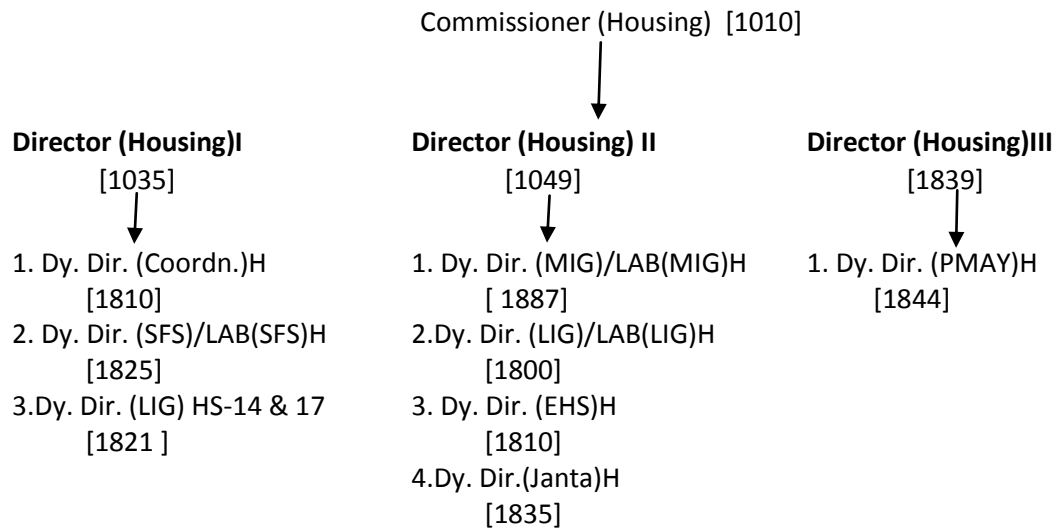 Commissioner (Housing) [1010]
Director (Housing)I
[1035]
1. Dy. Dir. (Coordn.)H
[1810]
2. Dy. Dir. (SFS)/LAB(SFS)H
[1825]
3.Dy. Dir. (LIG) HS-14 & 17
[1821 ]
Director (Housing) II
[1049]
1. Dy. Dir. (MIG)/LAB(MIG)H
[ 1887]
2.Dy. Dir. (LIG)/LAB(LIG)H
[1800]
3. Dy. Dir. (EHS)H
[1810]
4.Dy. Dir.(Janta)H
[1835]
Director (Housing)III
[1839]
1. Dy. Dir. (PMAY)H
[1844]